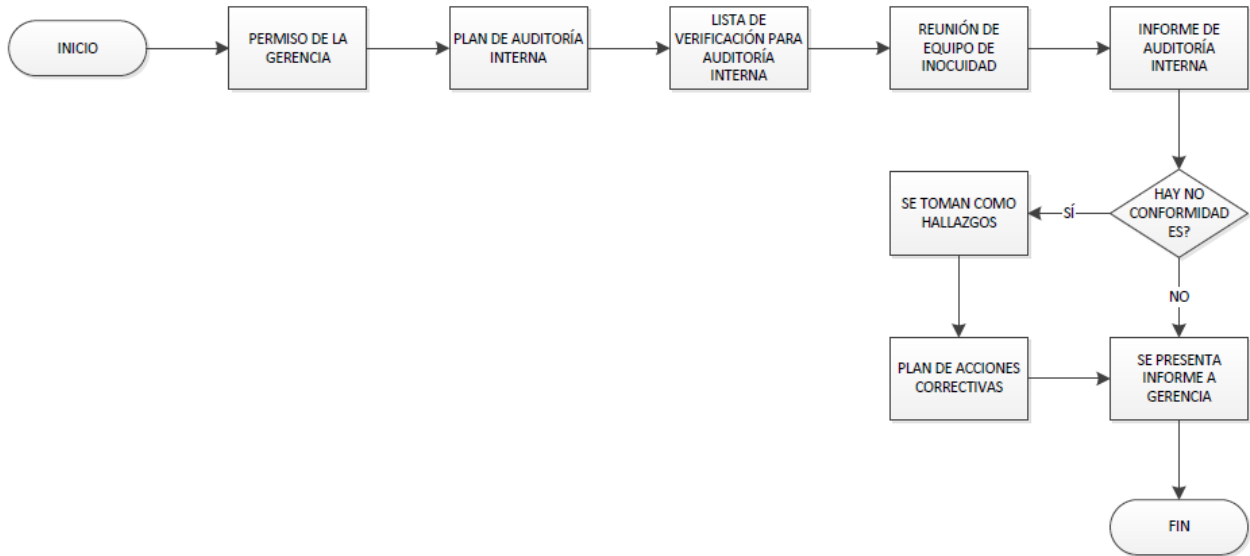 INICIO
PERMISO DE LA
GERENCIA
PLAN DE AUDITORÍA
INTERNA
LISTA DE
VERIFICACIÓN PARA
AUDITORÍA
INTERNA
REUNIÓN DE
EQUIPO DE
INOCUIDAD
INFORME DE
AUDITORÍA
INTERNA
HAY NO
CONFORMIDAD
ES?
SÍ
SE TOMAN COMO
HALLAZGOS
NO
PLAN DE ACCIONES
CORRECTIVAS
SE PRESENTA
INFORME A
GERENCIA
FIN